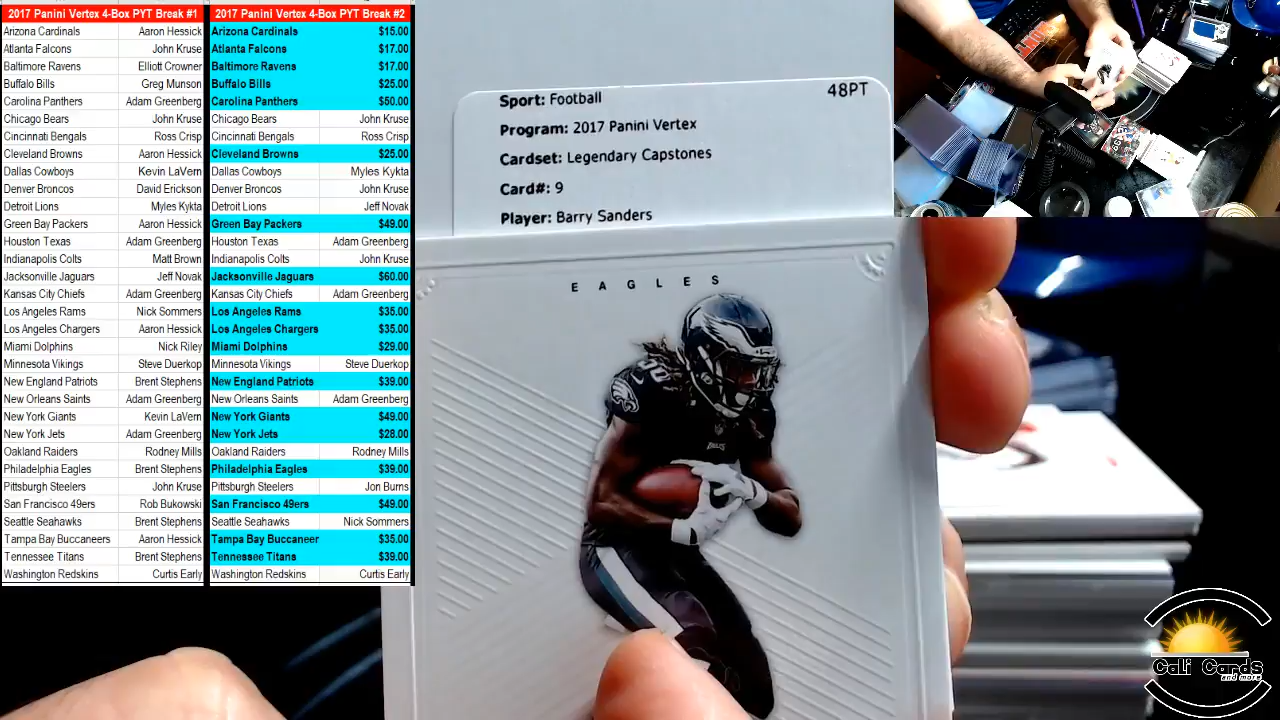 2017 Panini Vertex 4-Box PYT Break #1
Arizona Cardinals Aaron Hessick
Atlanta Falcons John Kruse
Baltimore Ravens Elliott Crowner
Buffalo Bills Greg Munson
Carolina Panthers Adam Greenberg
Chicago Bears John Kruse
Cincinnati Bengals Ross Crisp
Cleveland Browns Aaron Hessick
Dallas Cowboys Kevin LaVern
Denver Broncos David Erickson
Detroit Lions Myles Kykta
Green Bay Packers Aaron Hessick
Houston Texas Adam Greenberg
Indianapolis Colts Matt Brown
Jacksonville Jaguars Jeff Novak
Kansas City Chiefs Adam Greenberg
Los Angeles Rams Nick Sommers
Los Angeles Chargers Aaron Hessick
Miami Dolphins Nick Riley
Minnesota Vikings Steve Duerkop
New England Patriots Brent Stephens
New Orleans Saints Adam Greenberg
New York Giants Kevin LaVern
New York Jets Adam Greenberg
Oakland Raiders Rodney Mills
Philadelphia Eagles Brent Stephens
Pittsburgh Steelers John Kruse
San Francisco 49ers Rob Bukowski
Seattle Seahawks Brent Stephens
Tampa Bay Buccaneers Aaron Hessick
Tennessee Titans Brent Stephens
Washington Redskins Curtis Early
2017 Panini Vertex 4-Box PYT Break #2
Arizona Cardinals $15.00
Atlanta Falcons $17.00
Baltimore Ravens $17.00
Buffalo Bills $25.00
Carolina Panthers $50.00
Chicago Bears John Kruse
Cincinnati Bengals Ross Crisp
Cleveland Browns $25.00
Dallas Cowboys Myles Kykta
Denver Broncos John Kruse
Detroit Lions Jeff Novak
Green Bay Packers $49.00
Houston Texas Adam Greenberg
Indianapolis Colts John Kruse
Jacksonville Jaguars $60.00
Kansas City Chiefs Adam Greenberg
Los Angeles Rams $35.00
Los Angeles Chargers $35.00
Miami Dolphins $29.00
Minnesota Vikings Steve Duerkop
New England Patriots $39.00
New Orleans Saints Adam Greenberg
New York Giants $49.00
New York Jets $28.00
Oakland Raiders Rodney Mills
Philadelphia Eagles $39.00
Pittsburgh Steelers Jon Burns
San Francisco 49ers $49.00
Seattle Seahawks Nick Sommers
Tampa Bay Buccaneer $35.00
Tennessee Titans $39.00
Washington Redskins Curtis Early
48PT
Sport: Football
Program: 2017 Panini Vertex
Cardset: Legendary Capstones
Card#: 9
Player: Barry Sanders
EAGLES
Cali Cards
and more